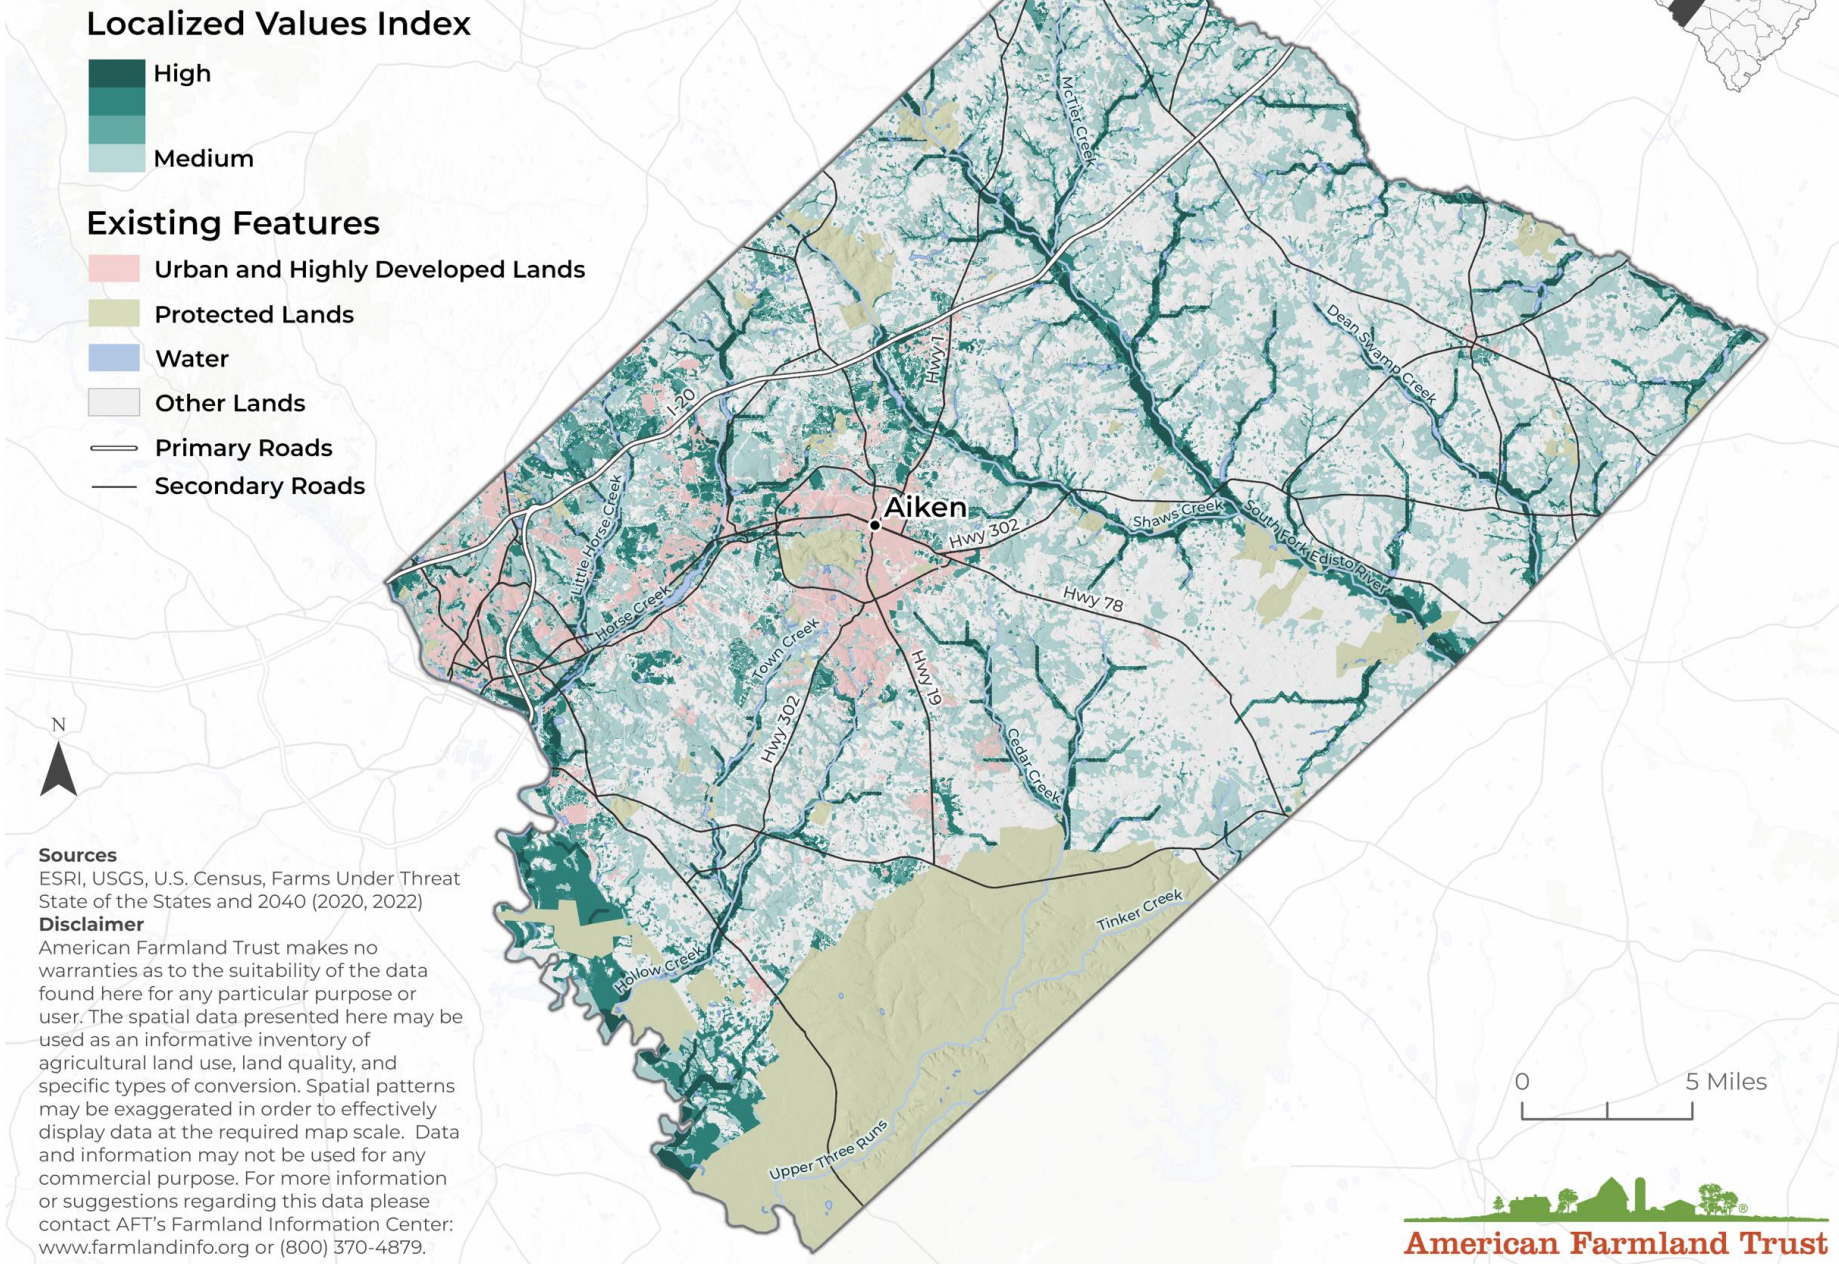 Localized Values Index
High
Medium
Existing Features
Urban and Highly Developed Lands
Protected Lands
Water
Other Lands
Primary Roads
Secondary Roads
McTier Creek
Hwy 1
Dean Swamp Creek
I-20
Little Horse Creek
Aiken
Hwy 302
Shaws Creek
South Fork Edisto River
Horse Creek
Hwy 78
Town Creek
Hwy 19
Hwy 302
Cedar Creek
Tinker Creek
Hollow Creek
Upper Three Runs
N
Sources
ESRI, USGS, U.S. Census, Farms Under Threat
State of the States and 2040 (2020, 2022)
Disclaimer
American Farmland Trust makes no
warranties as to the suitability of the data
found here for any particular purpose or
user. The spatial data presented here may be
used as an informative inventory of
agricultural land use, land quality, and
specific types of conversion. Spatial patterns
may be exaggerated in order to effectively
display data at the required map scale.  Data
and information may not be used for any
commercial purpose. For more information
or suggestions regarding this data please
contact AFT's Farmland Information Center:
www.farmlandinfo.org or (800) 370-4879.
0 5 Miles
®
American Farmland Trust